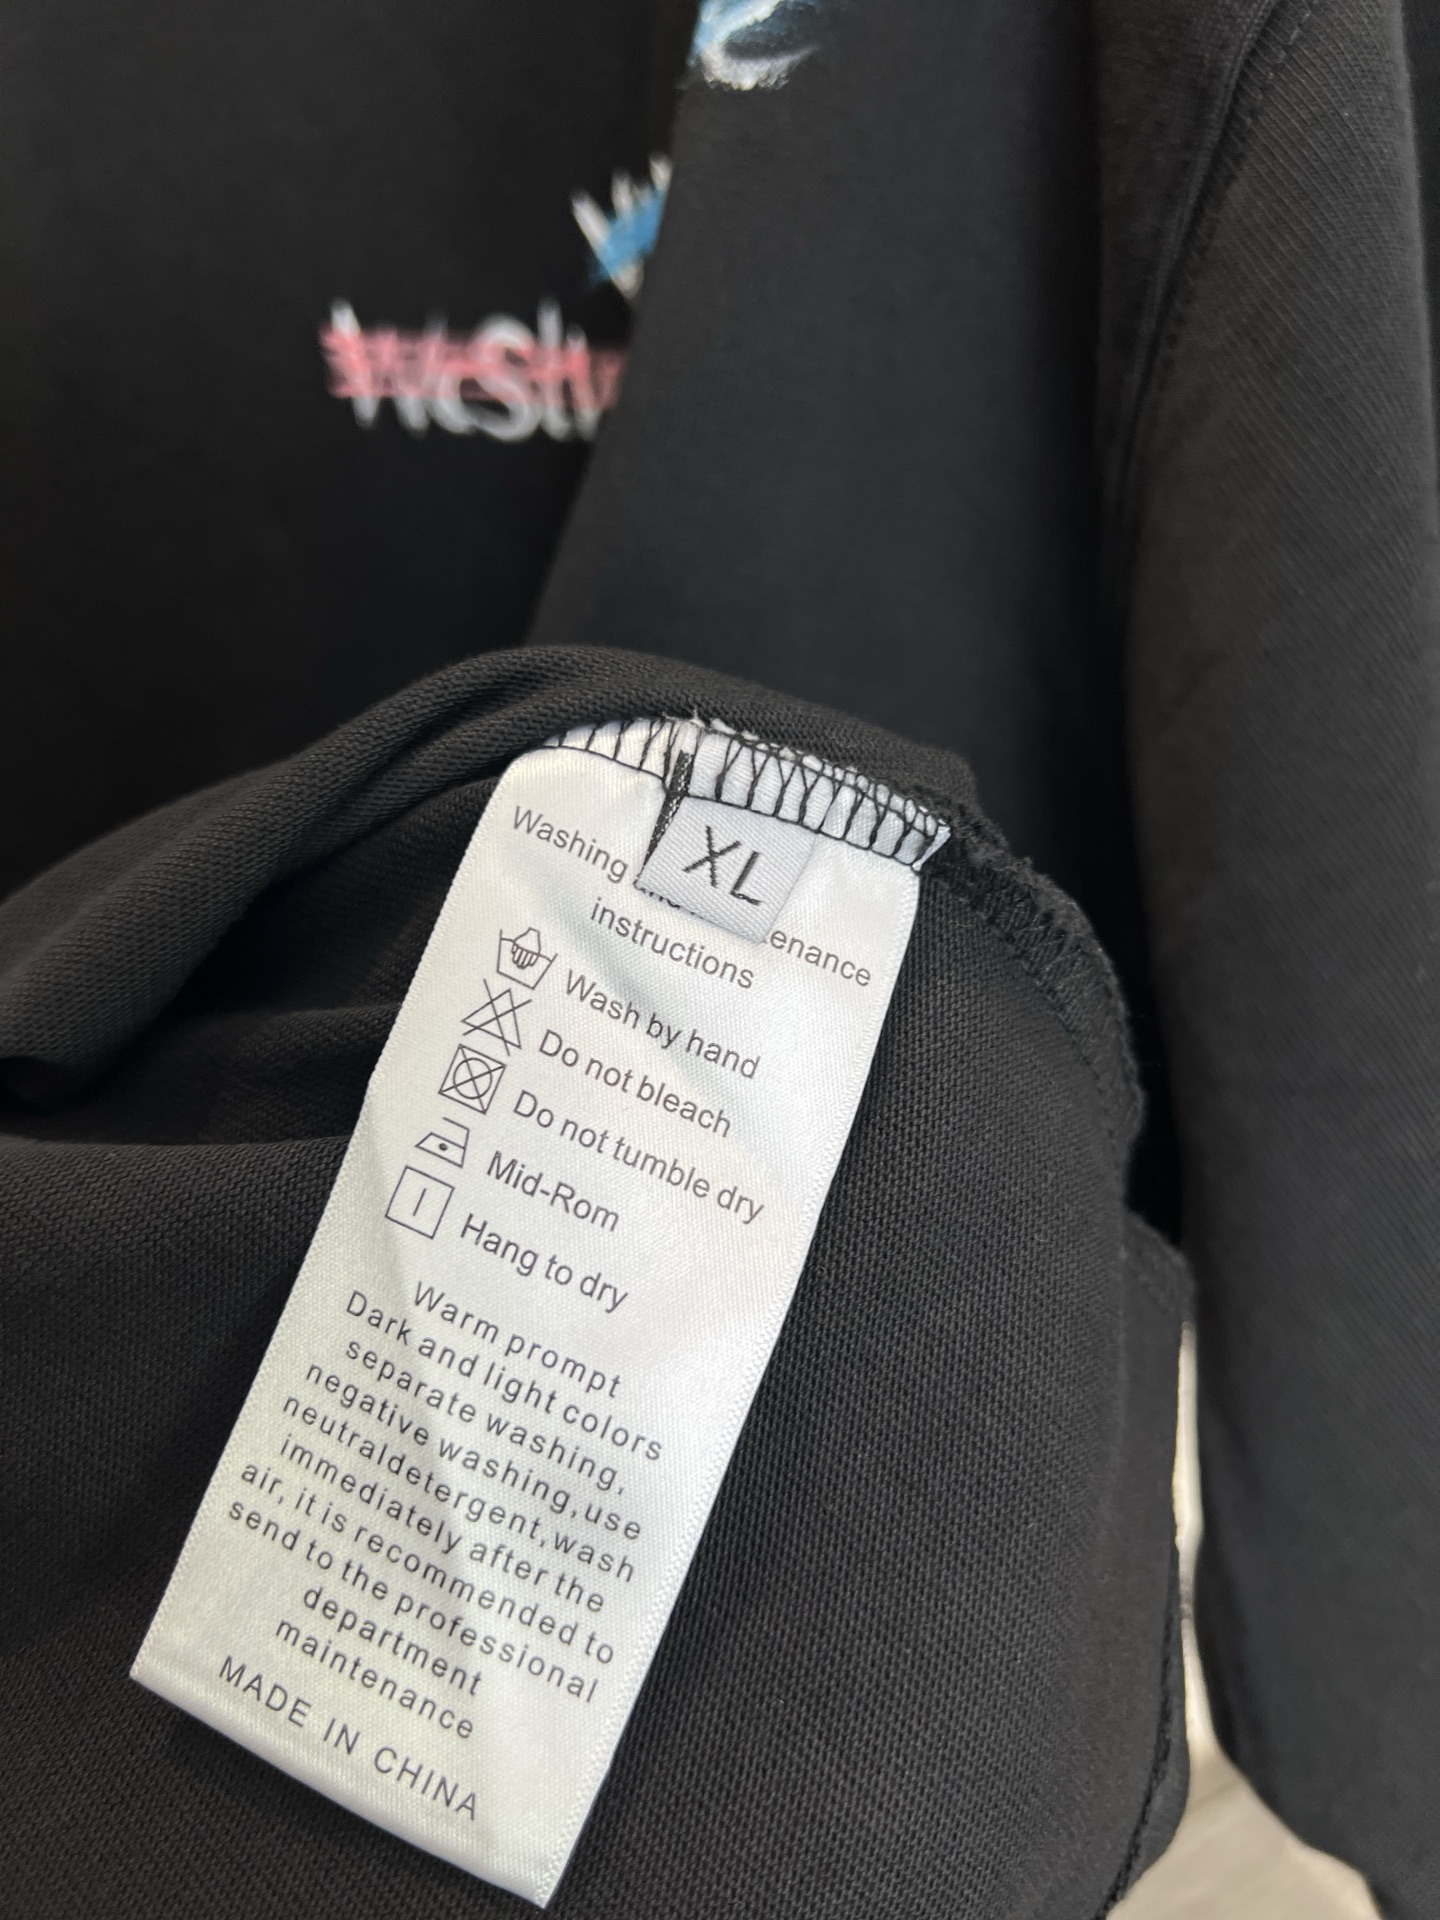 XL
Washing enance
instructions
Wash by hand
Do not bleach
Do not tumble dry
Mid-Rom
Hang to dry
Warm prompt
Dark and light colors
separate washing,
negative washing,use
neutraldetergent,wash
immediately after the
air, it is recommended to
send to the professional
department
maintenance
MADE IN CHINA